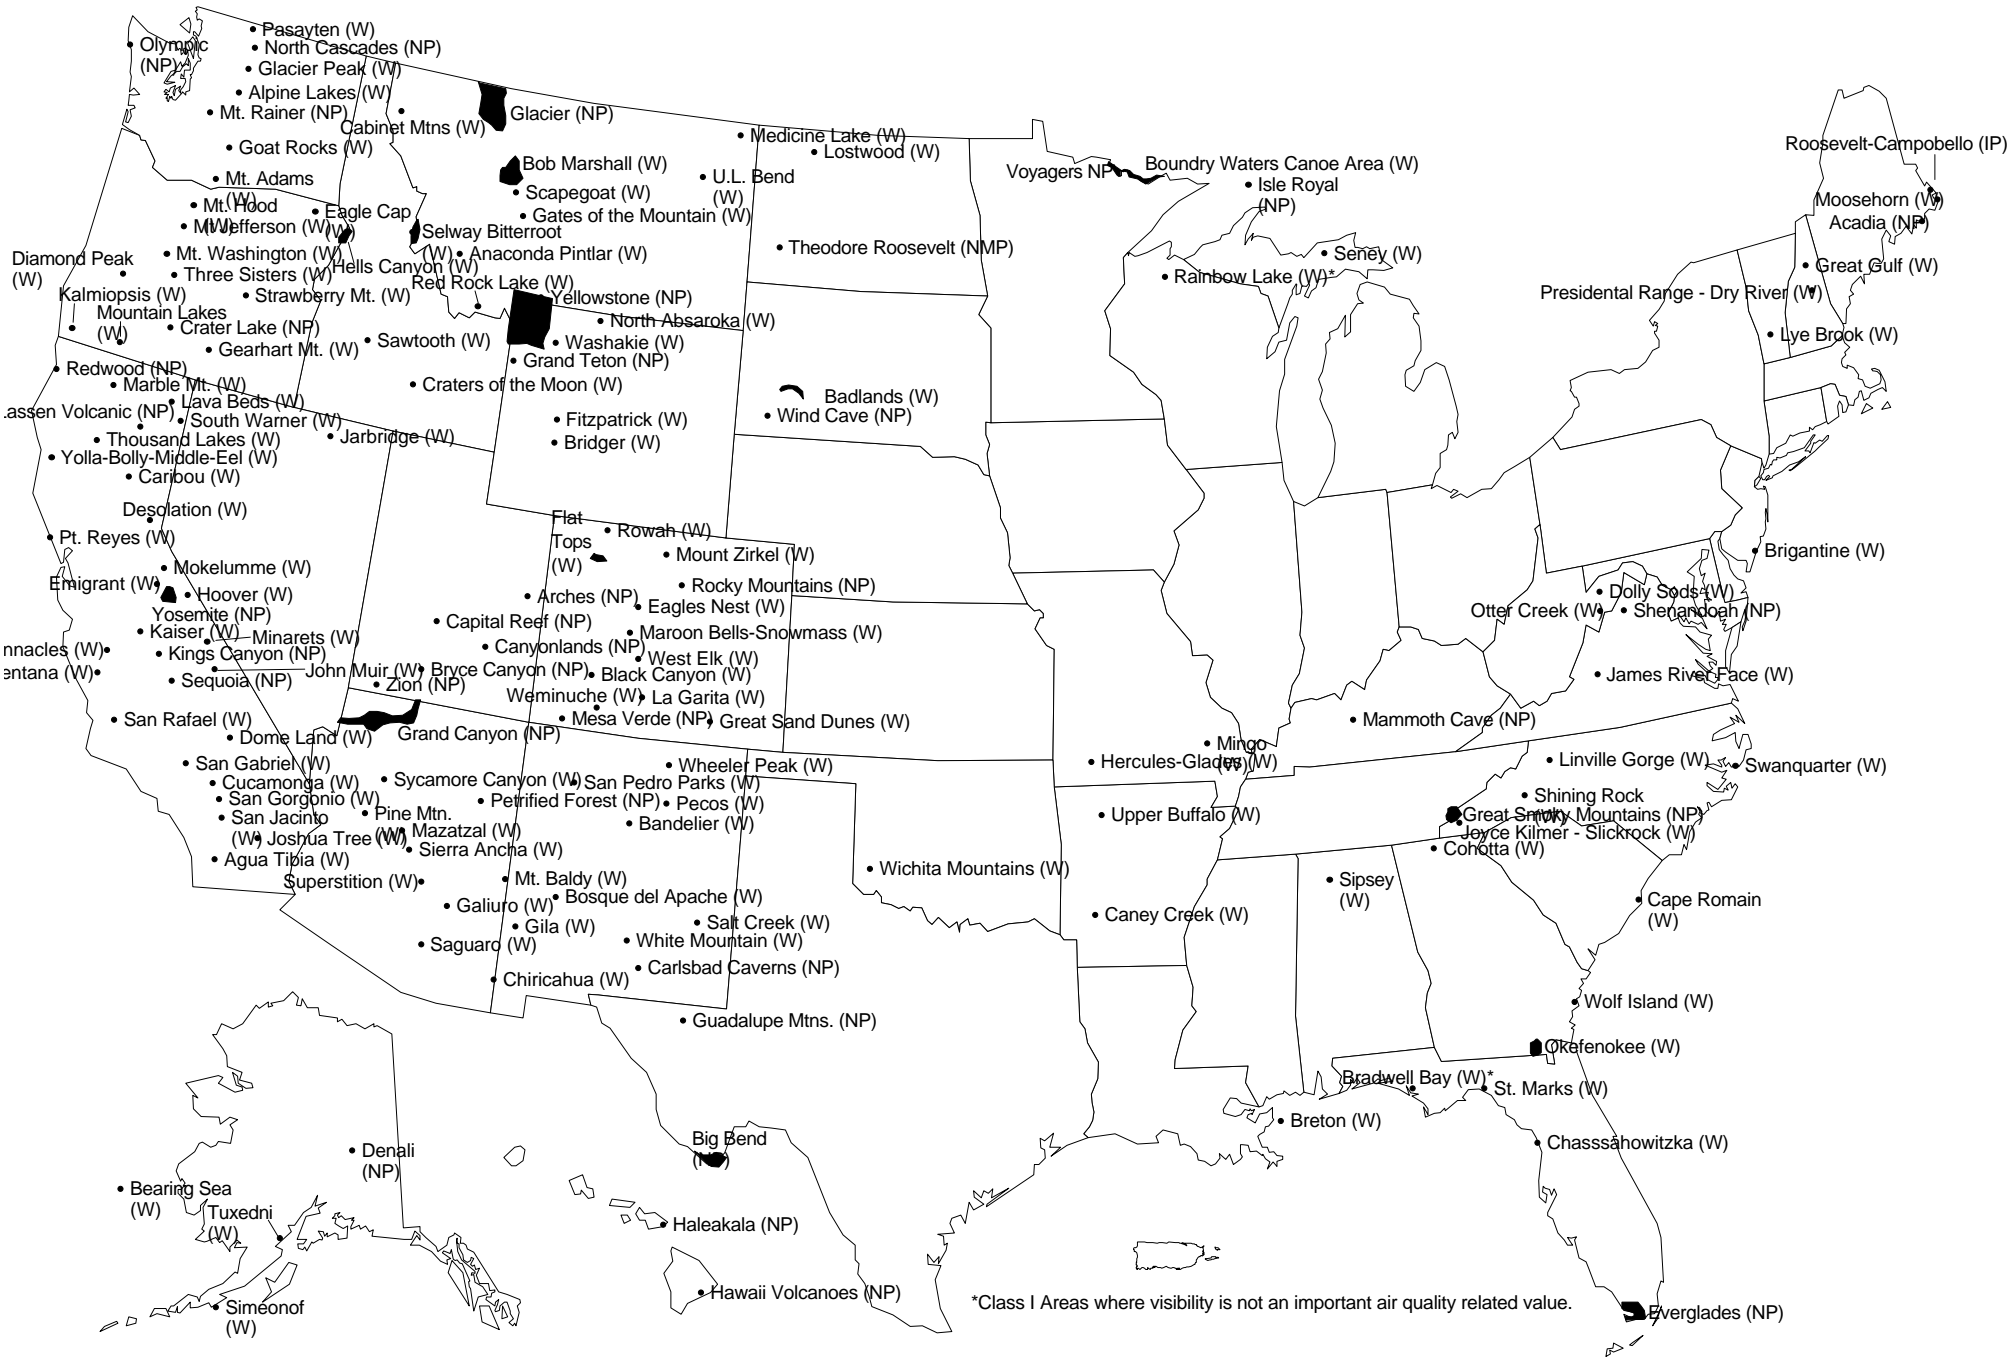 Pasayten (W)
Olympic
(NP)
North Cascades (NP)
Glacier Peak (W)
Alpine Lakes (W)
Mt. Rainer (NP)
Cabinet Mtns (W)
Glacier (NP)
Goat Rocks (W)
Mt. Adams
(W)
Bob Marshall (W)
Scapegoat (W)
Gates of the Mountain (W)
Medicine Lake (W)
Lostwood (W)
U.L. Bend
(W)
Voyagers NP
Boundry Waters Canoe Area (W)
Isle Royal
(NP)
Roosevelt-Campobello (IP)
Moosehorn (W)
Acadia (NP)
Mt. Hood
(W)
Mt Jefferson (W)
Eagle Cap
(W)
Selway Bitterroot
(W)
Anaconda Pintlar (W)
Theodore Roosevelt (NMP)
Seney (W)
Rainbow Lake (W)*
Great Gulf (W)
Presidental Range - Dry River (W)
Lye Brook (W)
Mt. Washington (W)
Hells Canyon (W)
Diamond Peak
(W)
Three Sisters (W)
Red Rock Lake (W)
Yellowstone (NP)
Kalmiopsis (W)
Strawberry Mt. (W)
Mountain Lakes
(W)
Crater Lake (NP)
North Absaroka (W)
Gearhart Mt. (W)
Sawtooth (W)
Washakie (W)
Grand Teton (NP)
Redwood (NP)
Marble Mt. (W)
Craters of the Moon (W)
Badlands (W)
Wind Cave (NP)
Lava Beds (W)
assen Volcanic (NP)
South Warner (W)
Fitzpatrick (W)
Thousand Lakes (W)
Jarbridge (W)
Bridger (W)
Yolla-Bolly-Middle-Eel (W)
Caribou (W)
Desolation (W)
Pt. Reyes (W)
Flat
Tops
(W)
Rowah (W)
Mount Zirkel (W)
Brigantine (W)
Mokelumme (W)
Emigrant (W)
Hoover (W)
Yosemite (NP)
Rocky Mountains (NP)
Arches (NP)
Eagles Nest (W)
Dolly Sods (W)
Otter Creek (W)
Shenandoah (NP)
Capital Reef (NP)
Maroon Bells-Snowmass (W)
Kaiser (W)
Minarets (W)
Canyonlands (NP)
nnacles (W)
Kings Canyon (NP)
West Elk (W)
entana (W)
John Muir (W)
Bryce Canyon (NP)
Black Canyon (W)
James River Face (W)
Sequoia (NP)
Zion (NP)
Weminuche (W)
La Garita (W)
San Rafael (W)
Mesa Verde (NP)
Great Sand Dunes (W)
Mammoth Cave (NP)
Dome Land (W)
Grand Canyon (NP)
Mingo
(W)
Hercules-Glades (W)
San Gabriel (W)
Wheeler Peak (W)
Linville Gorge (W)
Swanquarter (W)
Cucamonga (W)
Sycamore Canyon (W)
San Pedro Parks (W)
San Gorgonio (W)
Petrified Forest (NP)
Pecos (W)
Shining Rock
(W)
San Jacinto
(W)
Pine Mtn.
(W)
Upper Buffalo (W)
Great Smoky Mountains (NP)
Bandelier (W)
Joshua Tree (W)
Mazatzal (W)
Joyce Kilmer - Slickrock (W)
Sierra Ancha (W)
Cohotta (W)
Agua Tibia (W)
Wichita Mountains (W)
Superstition (W)
Mt. Baldy (W)
Sipsey
(W)
Bosque del Apache (W)
Galiuro (W)
Cape Romain
(W)
Caney Creek (W)
Gila (W)
Salt Creek (W)
Saguaro (W)
White Mountain (W)
Carlsbad Caverns (NP)
Chiricahua (W)
Wolf Island (W)
Guadalupe Mtns. (NP)
Okefenokee (W)
Bradwell Bay (W)*
St. Marks (W)
Breton (W)
Chasssahowitzka (W)
Big Bend
(NP)
Denali
(NP)
Bearing Sea
(W)
Tuxedni
(W)
Haleakala (NP)
Hawaii Volcanoes (NP)
Simeonof
(W)
*Class I Areas where visibility is not an important air quality related value.
Everglades (NP)